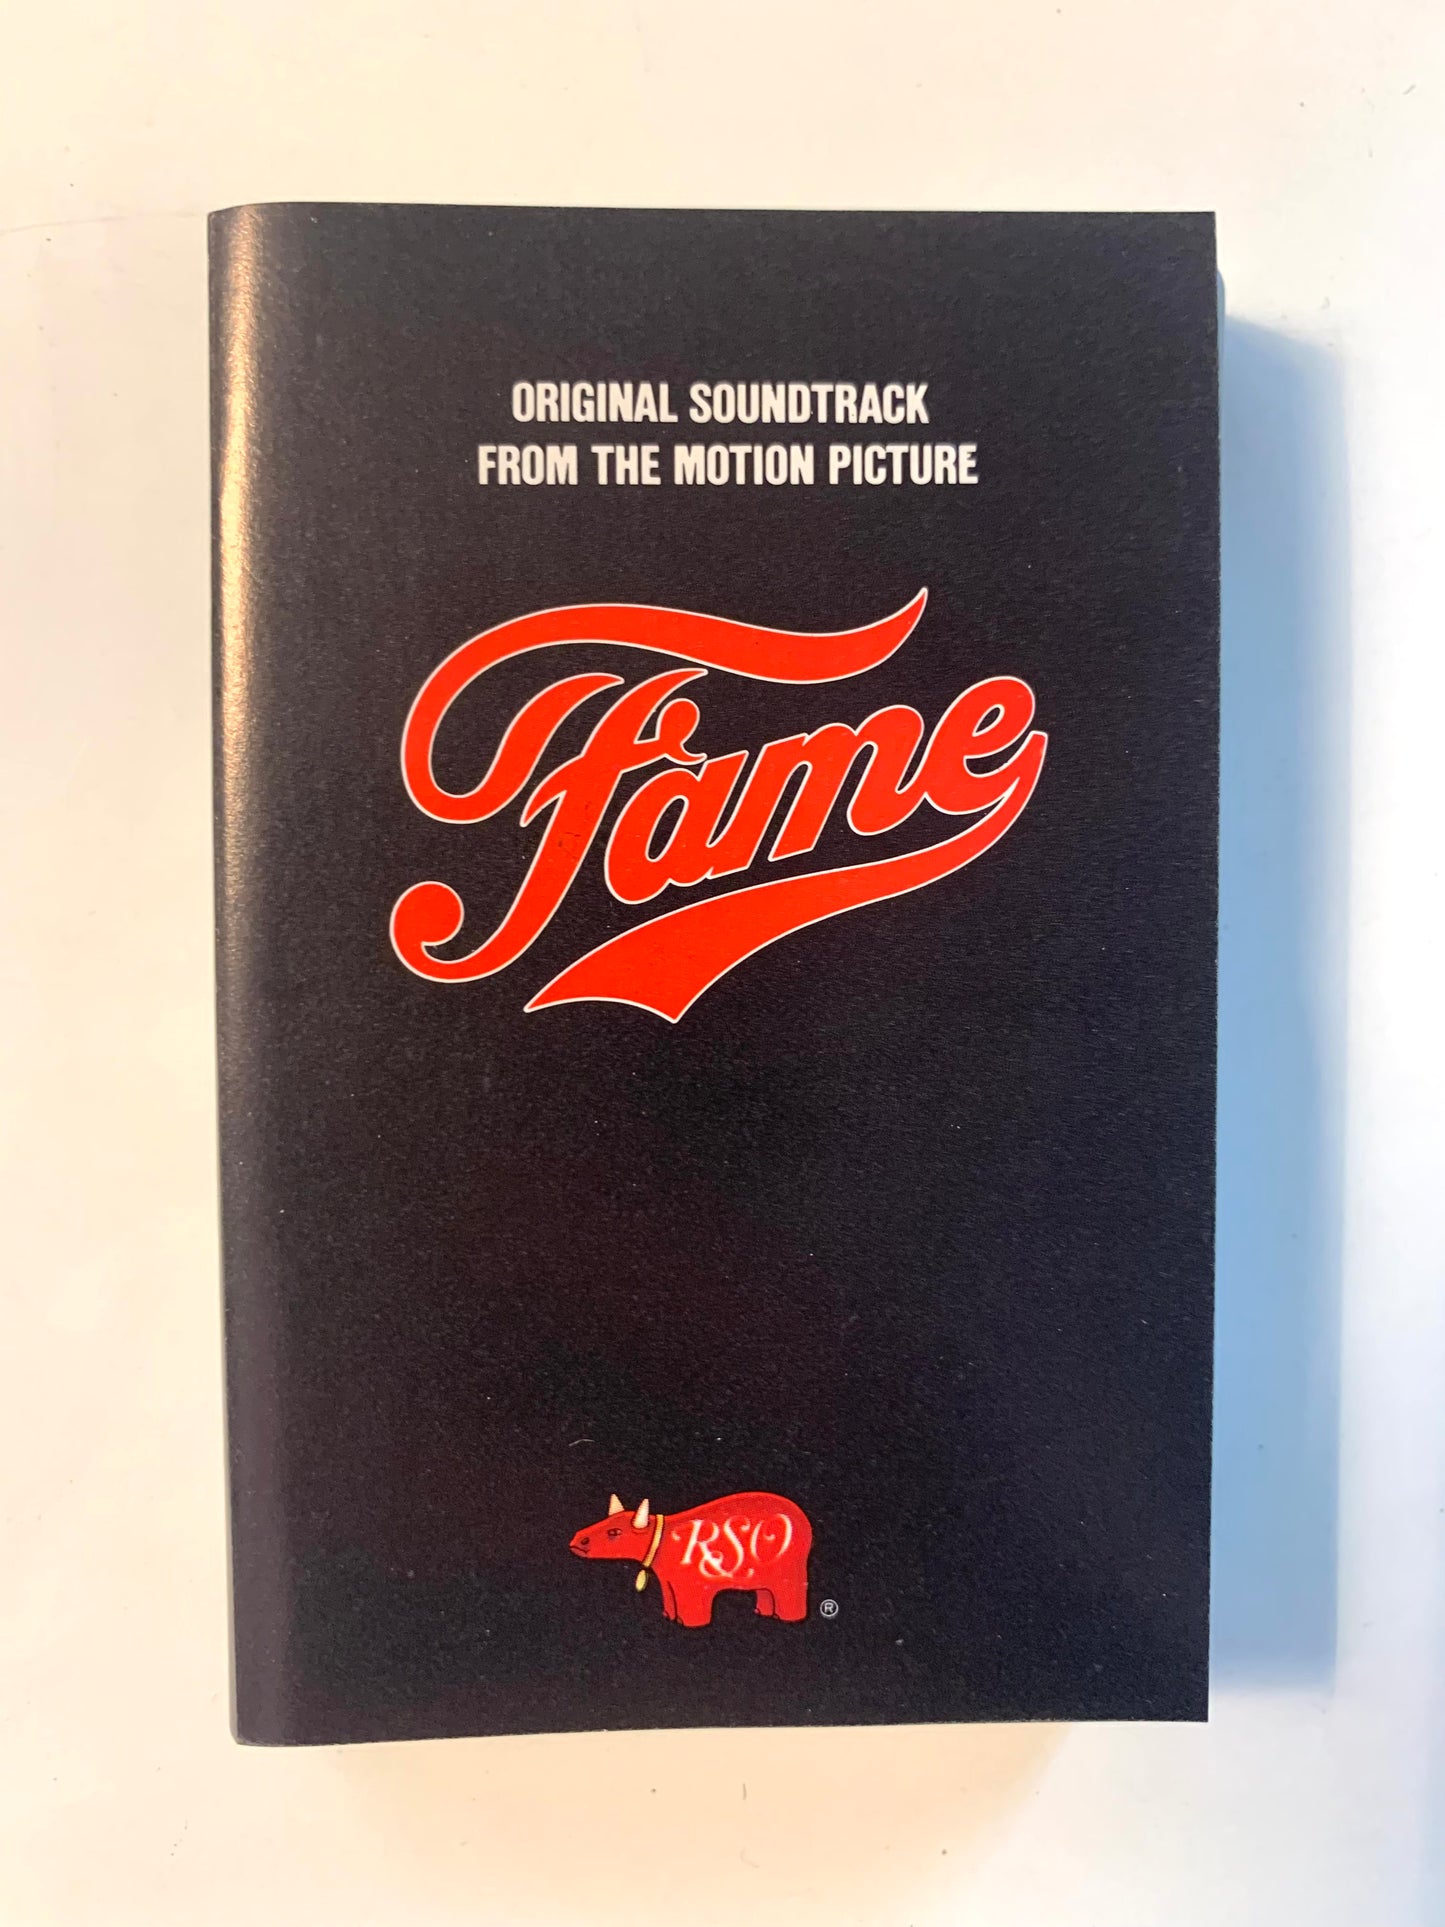 ORIGINAL SOUNDTRACK
FROM THE MOTION PICTURE
Fame
RSO
®